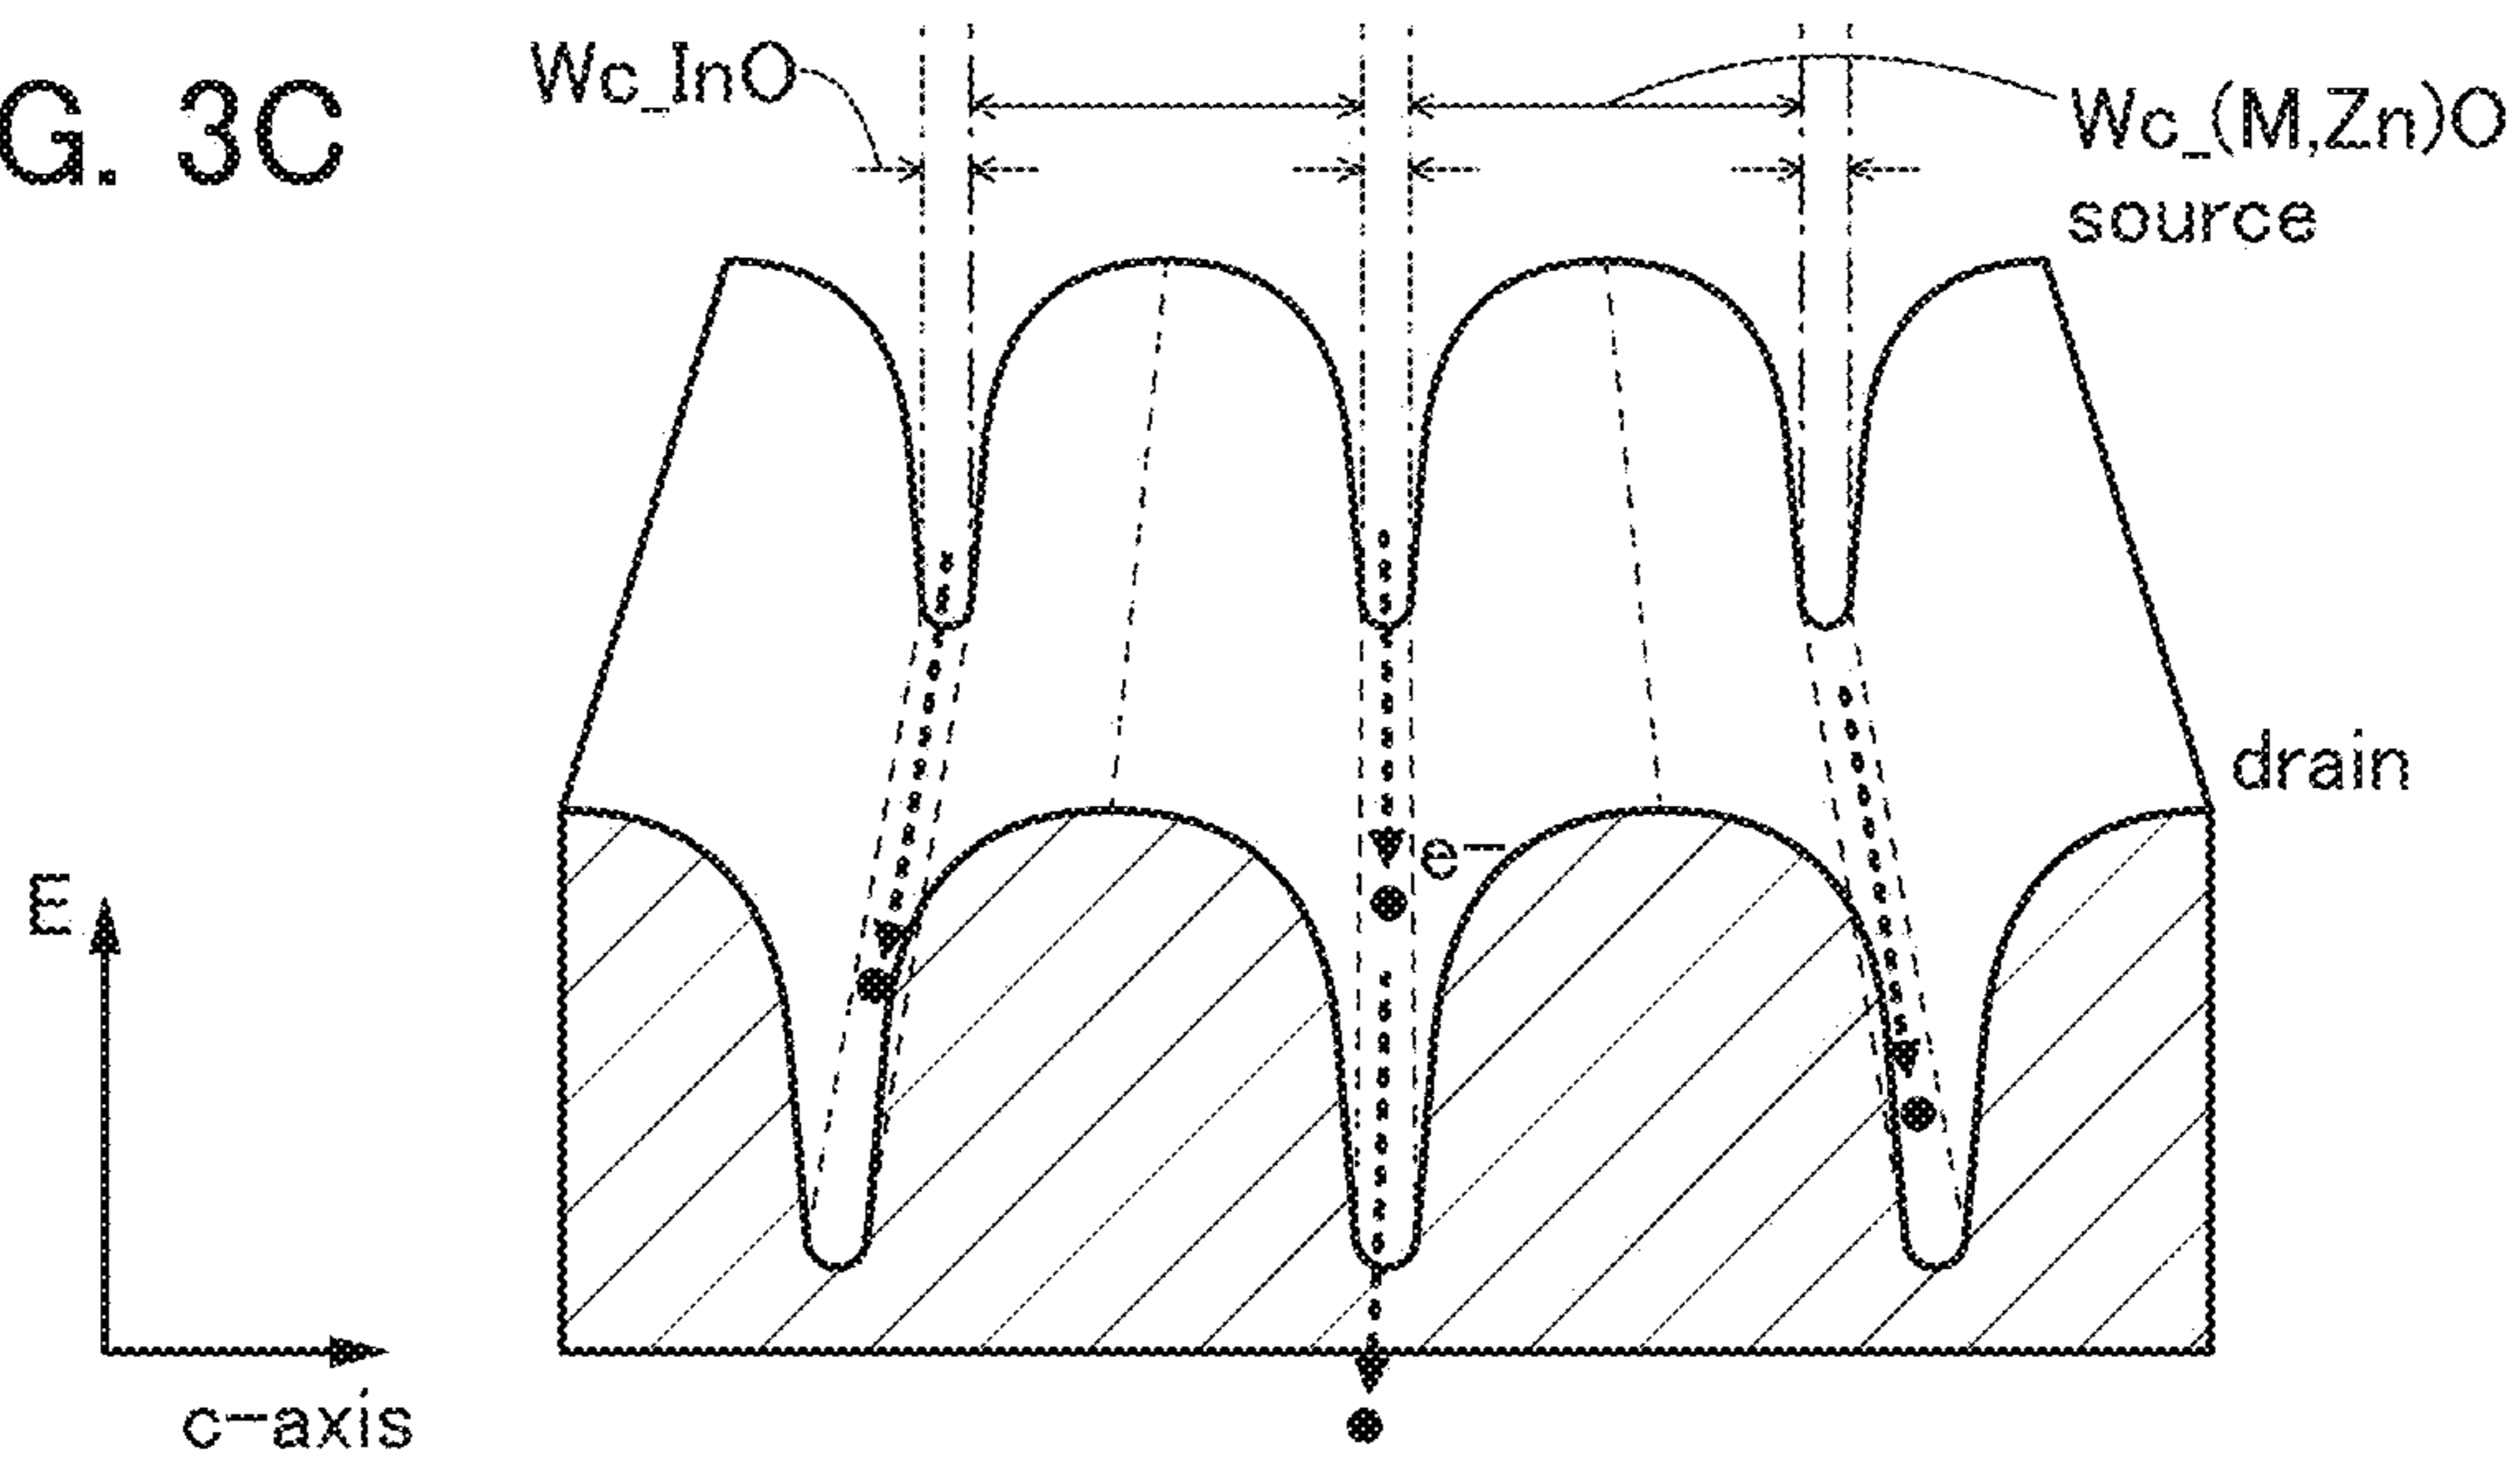 G. 3C
Wc_InO
Wc_(M,Zn)O
source
drain
e−
E
c−axis